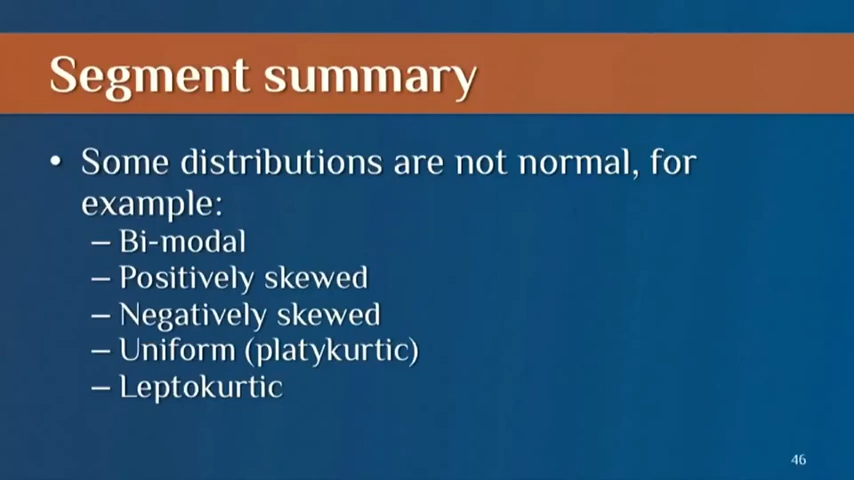 Segment summary
• Some distributions are not normal, for
example:
– Bi-modal
– Positively skewed
– Negatively skewed
– Uniform (platykurtic)
– Leptokurtic
46